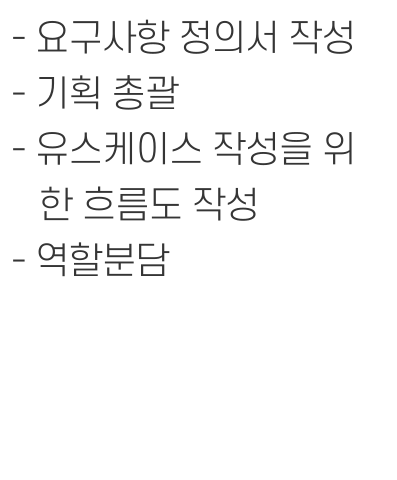 - 요구사항 정의서 작성
- 기획 총괄
- 유스케이스 작성을 위
한 흐름도 작성
- 역할분담